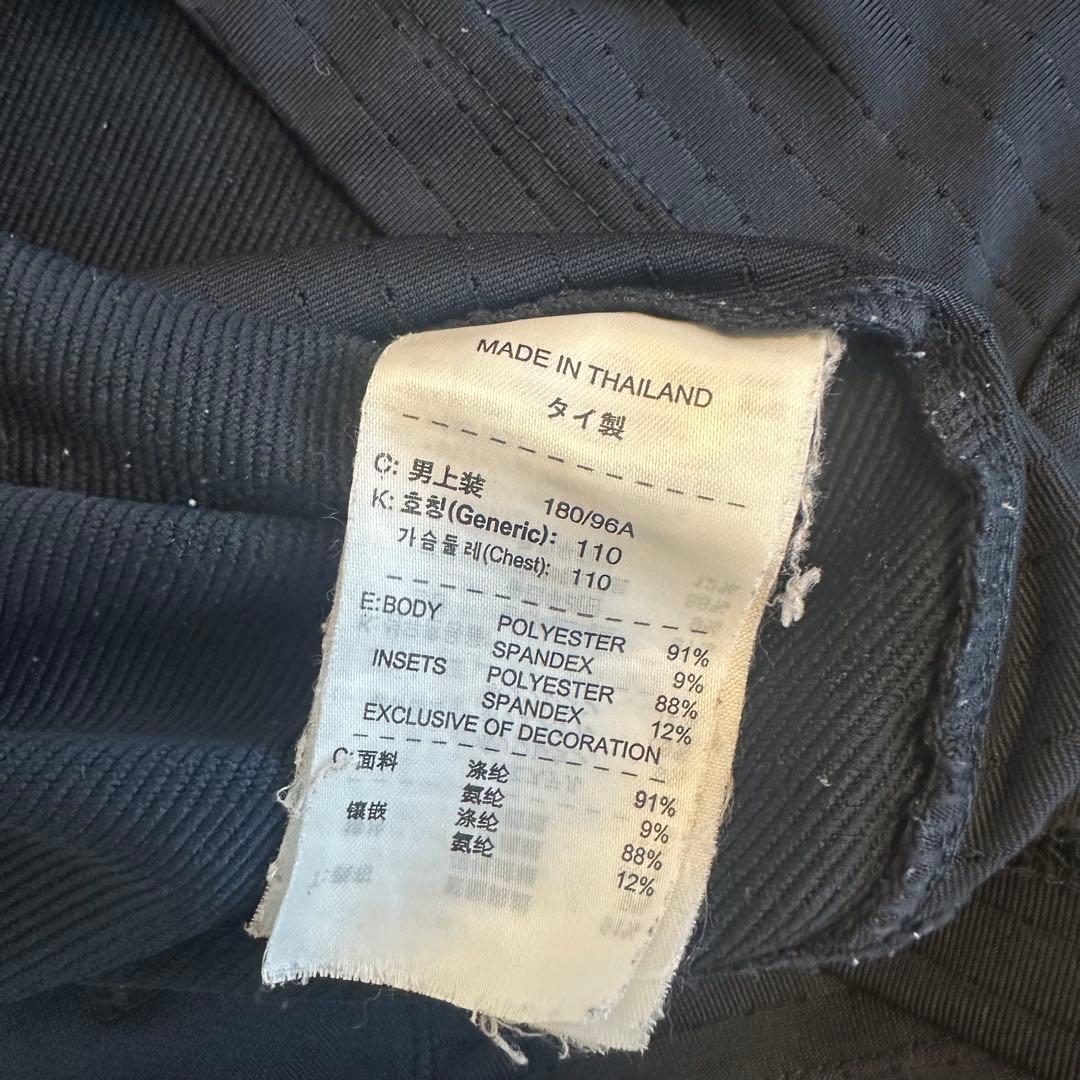 MADE IN THAILAND
タイ製
C: 男上装 180/96A
K: 호칭(Generic): 110
가슴둘레(Chest): 110
E:BODY POLYESTER 91%
SPANDEX 9%
INSETS POLYESTER 88%
SPANDEX 12%
EXCLUSIVE OF DECORATION
C:面料 涤纶 91%
氨纶 9%
镶嵌 涤纶 88%
氨纶 12%